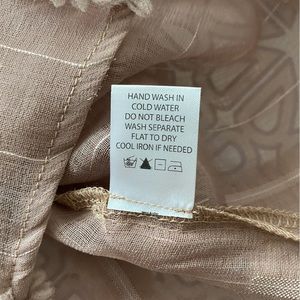 HAND WASH IN
COLD WATER
DO NOT BLEACH
WASH SEPARATE
FLAT TO DRY
COOL IRON IF NEEDED